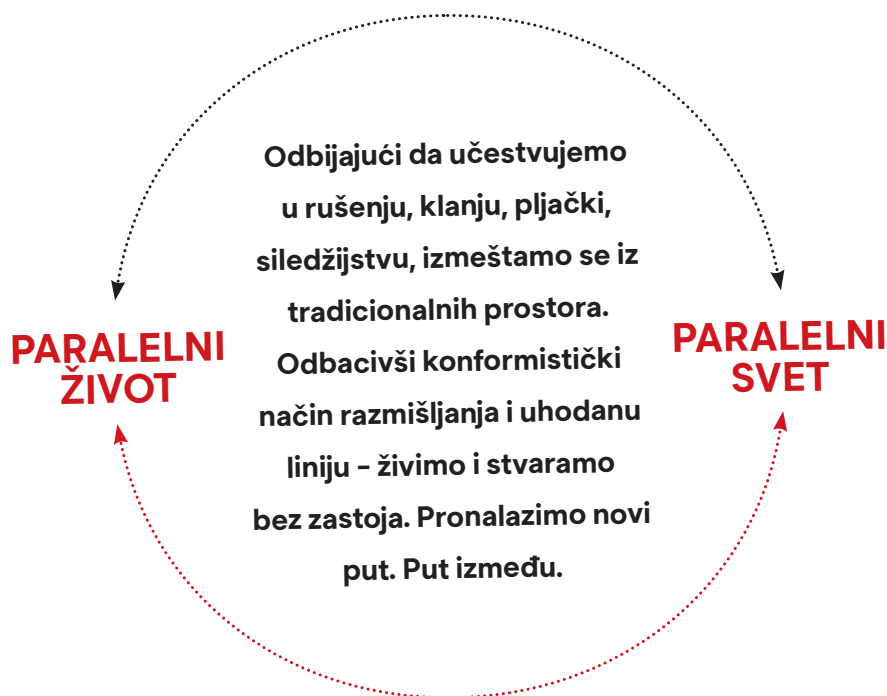 Odbijajući da učestvujemo
u rušenju, klanju, pljački,
siledžijstvu, izmeštamo se iz
tradicionalnih prostora.
Odbacivši konformistički
način razmišljanja i uhodanu
liniju – živimo i stvaramo
bez zastoja. Pronalazimo novi
put. Put između.
PARALELNI
ŽIVOT
PARALELNI
SVET